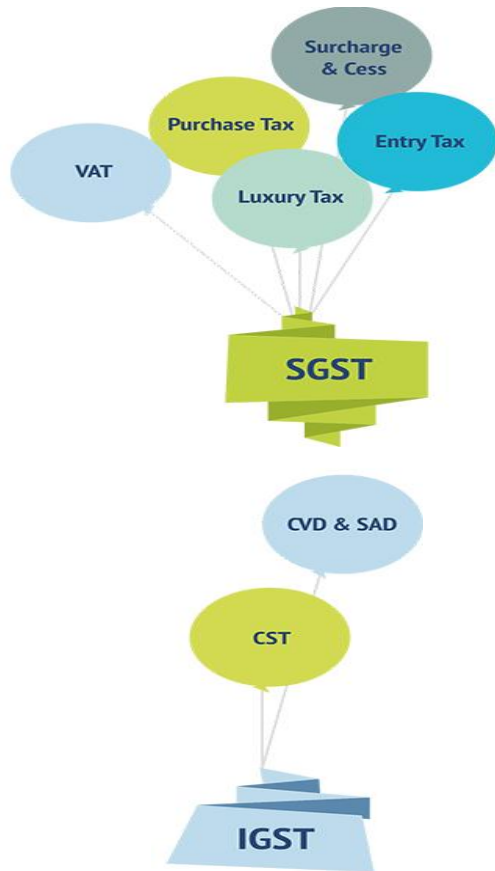 Surcharge
& Cess
Purchase Tax
Entry Tax
VAT
Luxury Tax
SGST
CVD & SAD
CST
IGST